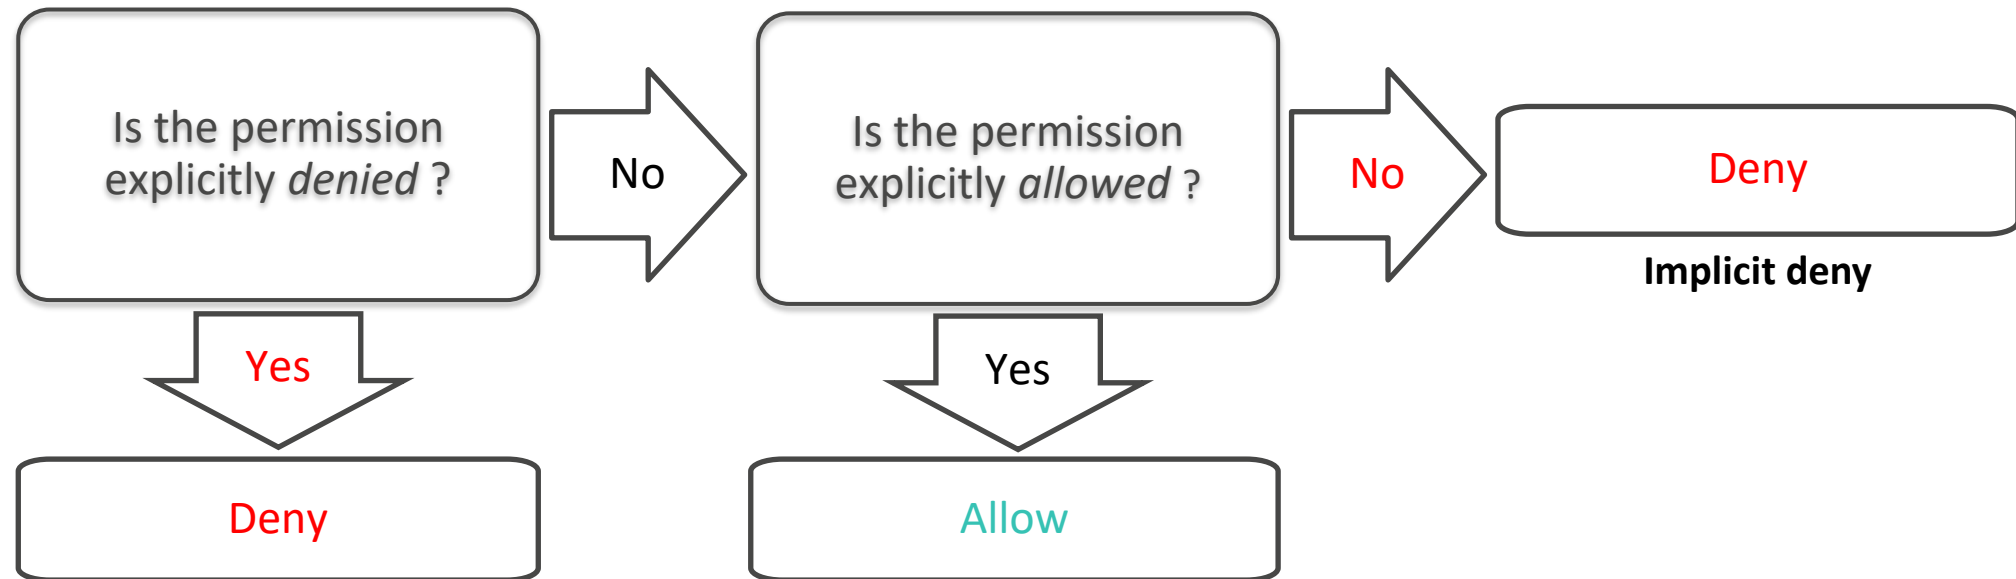 Is the permission
explicitly denied ?
No
Is the permission
explicitly allowed ?
No
Deny
Implicit deny
Yes
Yes
Deny
Allow